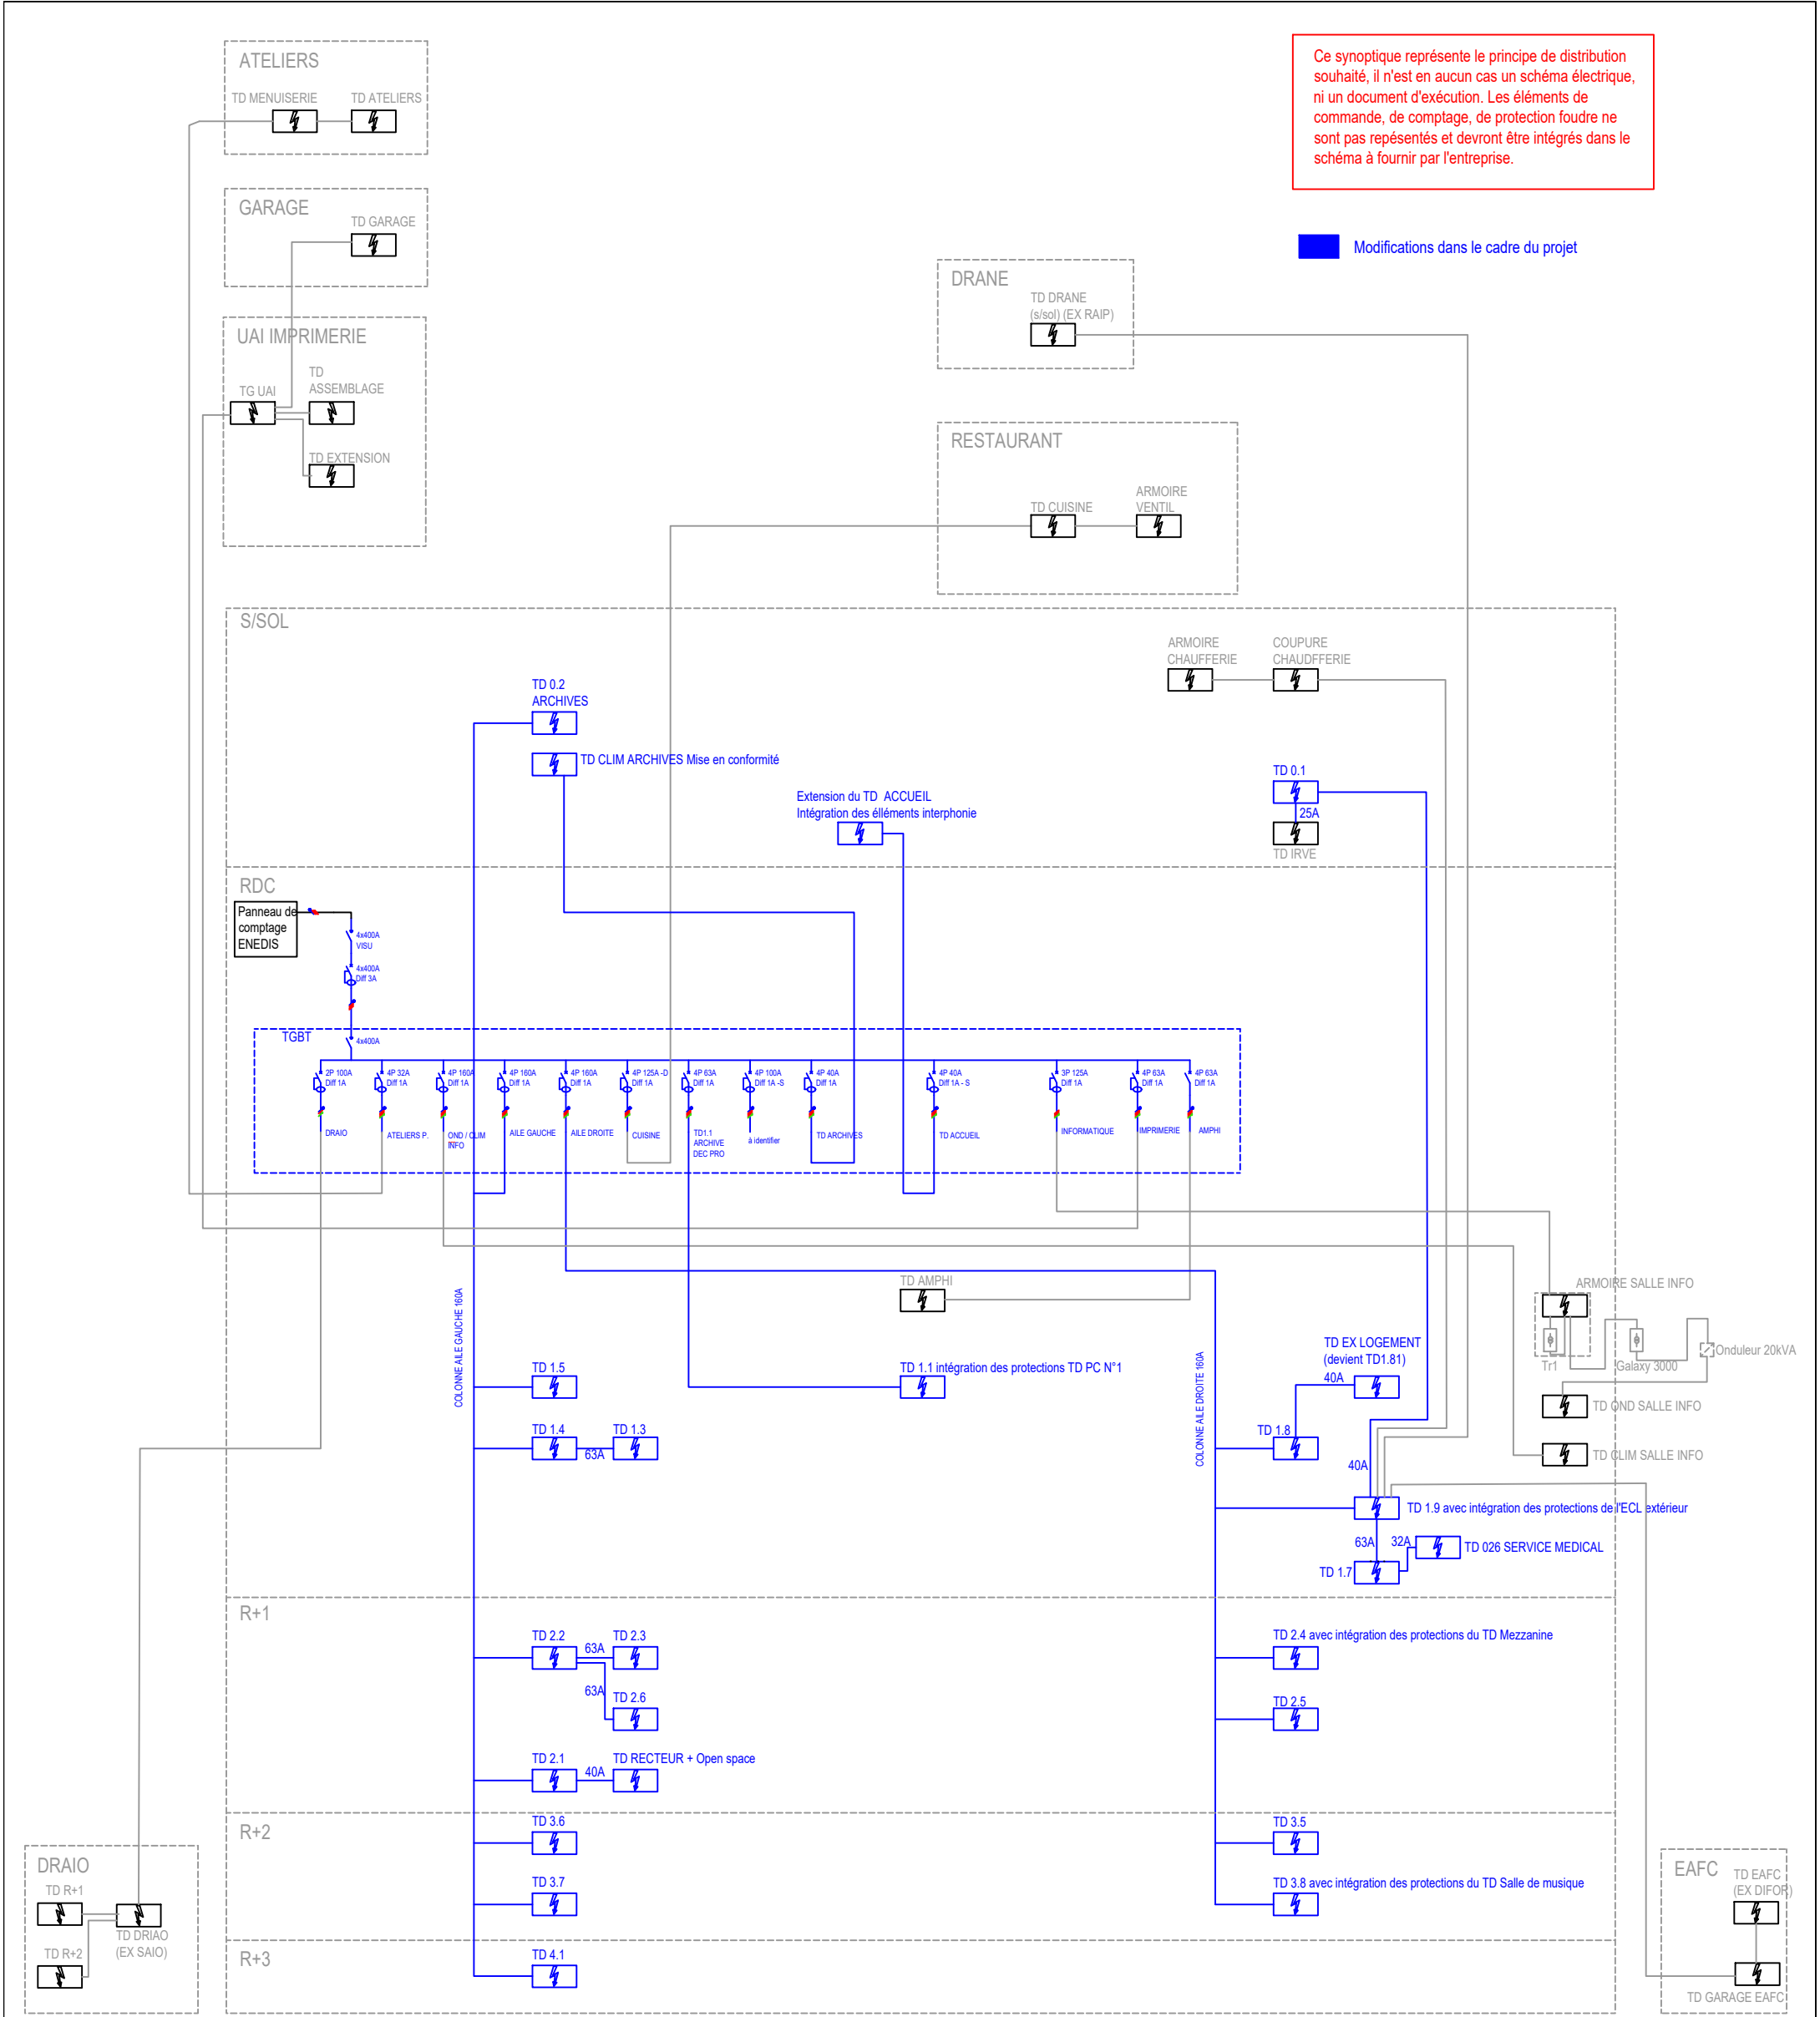 ATELIERS
TD MENUISERIE
TD ATELIERS
Ce synoptique représente le principe de distribution
souhaité, il n'est en aucun cas un schéma électrique,
ni un document d'exécution. Les éléments de
commande, de comptage, de protection foudre ne
sont pas repésentés et devront être intégrés dans le
schéma à fournir par l'entreprise.
GARAGE
TD GARAGE
Modifications dans le cadre du projet
DRANE
TD DRANE
(s/sol) (EX RAIP)
UAI IMPRIMERIE
TG UAI
TD
ASSEMBLAGE
TD EXTENSION
RESTAURANT
TD CUISINE
ARMOIRE
VENTIL
S/SOL
ARMOIRE
CHAUFFERIE
COUPURE
CHAUDFFERIE
TD 0.2
ARCHIVES
TD CLIM ARCHIVES Mise en conformité
Extension du TD ACCUEIL
Intégration des élléments interphonie
TD 0.1
25A
TD IRVE
RDC
Panneau de
comptage
ENEDIS
4x400A
VISU
4x400A
Diff 3A
TGBT
4x400A
2P 100A
Diff 1A
DRAIO
4P 32A
Diff 1A
ATELIERS P.
4P 160A
Diff 1A
OND / CLIM
INFO
4P 160A
Diff 1A
AILE GAUCHE
4P 160A
Diff 1A
AILE DROITE
4P 125A -D
Diff 1A
CUISINE
4P 63A
Diff 1A
TD1.1
ARCHIVE
DEC PRO
4P 100A
Diff 1A -S
à identifier
4P 40A
Diff 1A
TD ARCHIVES
4P 40A
Diff 1A - S
TD ACCUEIL
3P 125A
Diff 1A
INFORMATIQUE
4P 63A
Diff 1A
IMPRIMERIE
4P 63A
Diff 1A
AMPHI
COLONNE AILE GAUCHE 160A
TD AMPHI
ARMOIRE SALLE INFO
Tr1
Galaxy 3000
Onduleur 20kVA
TD OND SALLE INFO
TD CLIM SALLE INFO
COLONNE AILE DROITE 160A
TD EX LOGEMENT
(devient TD1.81)
40A
TD 1.5
TD 1.1 intégration des protections TD PC N°1
TD 1.4
63A
TD 1.3
TD 1.8
40A
TD 1.9 avec intégration des protections de l'ECL extérieur
63A
32A
TD 026 SERVICE MEDICAL
TD 1.7
R+1
TD 2.2
63A
TD 2.3
63A
TD 2.6
TD 2.4 avec intégration des protections du TD Mezzanine
TD 2.5
TD 2.1
40A
TD RECTEUR + Open space
R+2
TD 3.6
TD 3.5
TD 3.7
TD 3.8 avec intégration des protections du TD Salle de musique
R+3
TD 4.1
DRAIO
TD R+1
TD DRIAO
(EX SAIO)
TD R+2
EAFC
TD EAFC
(EX DIFOR)
TD GARAGE EAFC